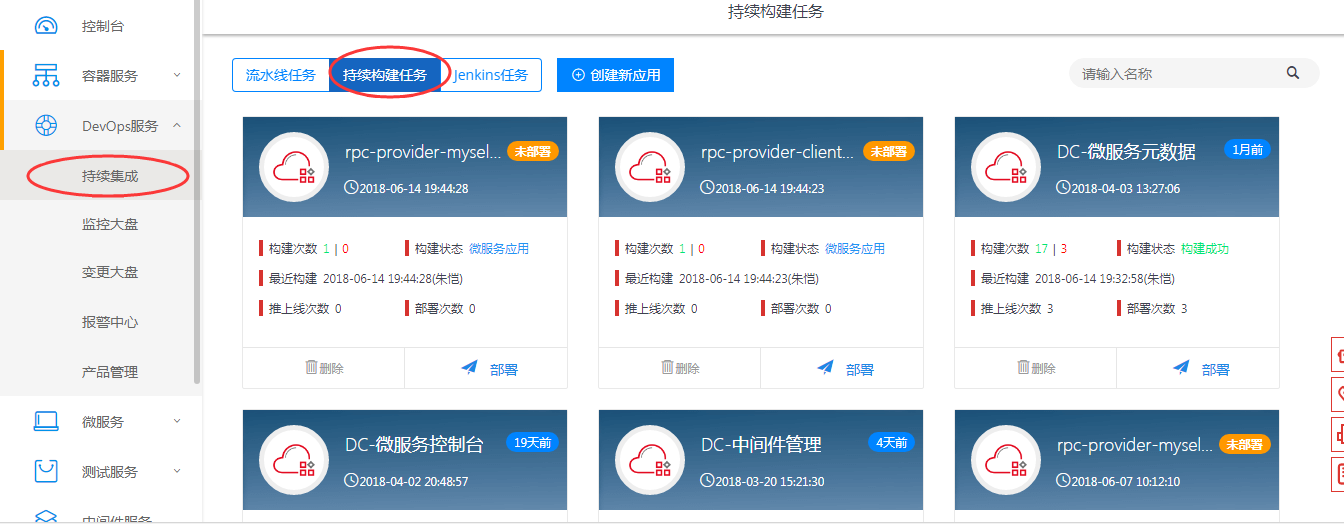 持续构建任务
控制台
容器服务
DevOps服务
持续集成
监控大盘
变更大盘
报警中心
产品管理
微服务
测试服务
中间件服务
流水线任务 持续构建任务 Jenkins任务 创建新应用 请输入名称
rpc-provider-mysel... 未部署
2018-06-14 19:44:28
构建次数 1 | 0 构建状态 微服务应用
最近构建 2018-06-14 19:44:28(朱恺)
推上线次数 0 部署次数 0
删除 部署
rpc-provider-client... 未部署
2018-06-14 19:44:23
构建次数 1 | 0 构建状态 微服务应用
最近构建 2018-06-14 19:44:23(朱恺)
推上线次数 0 部署次数 0
删除 部署
DC-微服务元数据 1月前
2018-04-03 13:27:06
构建次数 17 | 3 构建状态 构建成功
最近构建 2018-06-14 19:32:58(朱恺)
推上线次数 3 部署次数 3
删除 部署
DC-微服务控制台 19天前
2018-04-02 20:48:57
DC-中间件管理 4天前
2018-03-20 15:21:30
rpc-provider-mysel... 未部署
2018-06-07 10:12:10